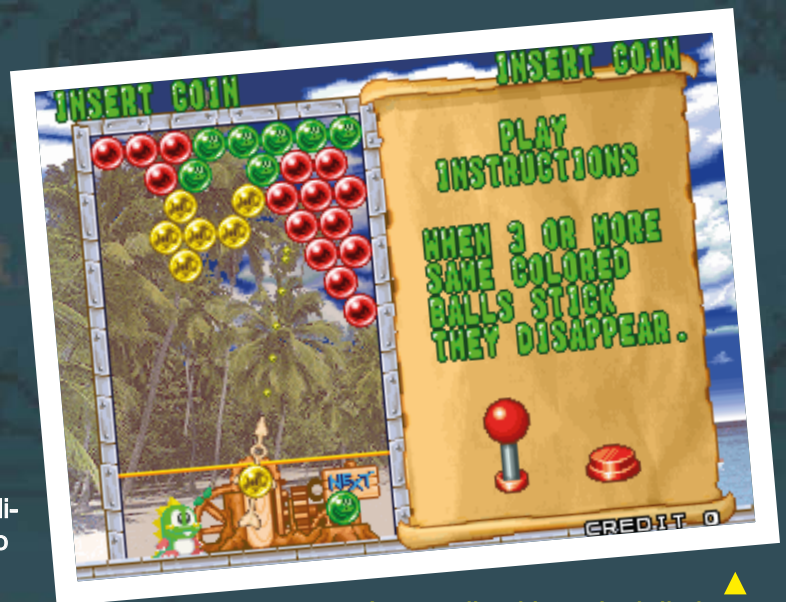 INSERT COIN
INSERT COIN
PLAY
INSTRUCTIONS
WHEN 3 OR MORE
SAME COLORED
BALLS STICK
THEY DISAPPEAR.
NEXT
CREDIT 0